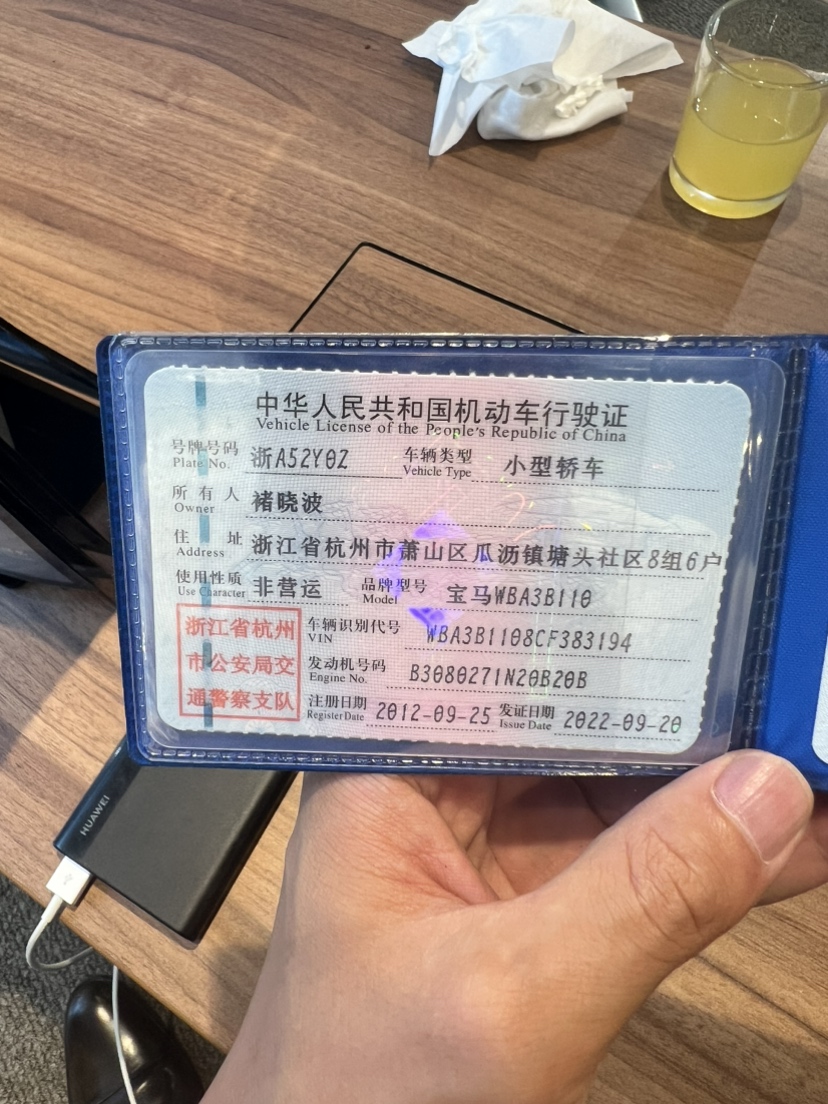 中华人民共和国机动车行驶证
Vehicle License of the People's Republic of China
号牌号码 浙A52Y0Z 车辆类型 小型轿车
Plate No. Vehicle Type
所有人 褚晓波
Owner
住址 浙江省杭州市萧山区瓜沥镇塘头社区8组6户
Address
使用性质 非营运 品牌型号 宝马WBA3B110
Use Character Model
浙江省杭州
市公安局交
通警察支队
车辆识别代号 WBA3B1108CF383194
VIN
发动机号码 B3080271N20B20B
Engine No.
注册日期 2012-09-25 发证日期 2022-09-20
Register Date Issue Date
HUAWEI